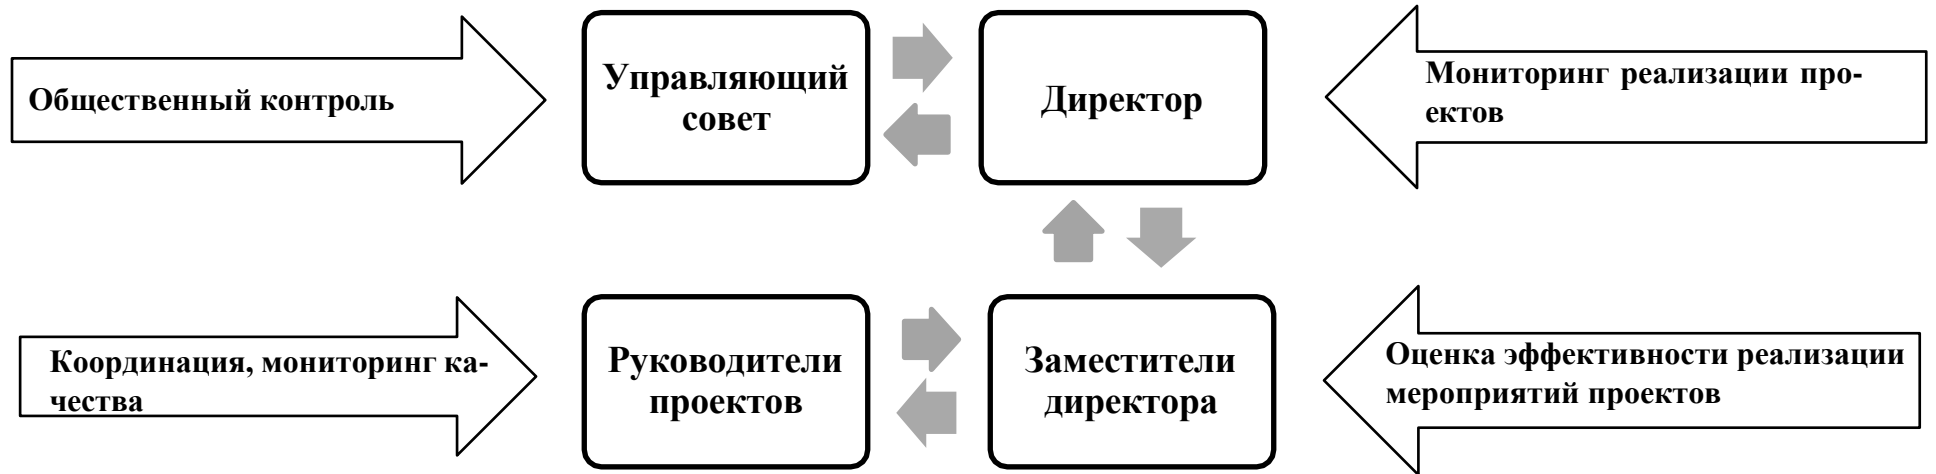 Общественный контроль
Управляющий
совет
Директор
Мониторинг реализации про-
ектов
Координация, мониторинг ка-
чества
Руководители
проектов
Заместители
директора
Оценка эффективности реализации
мероприятий проектов